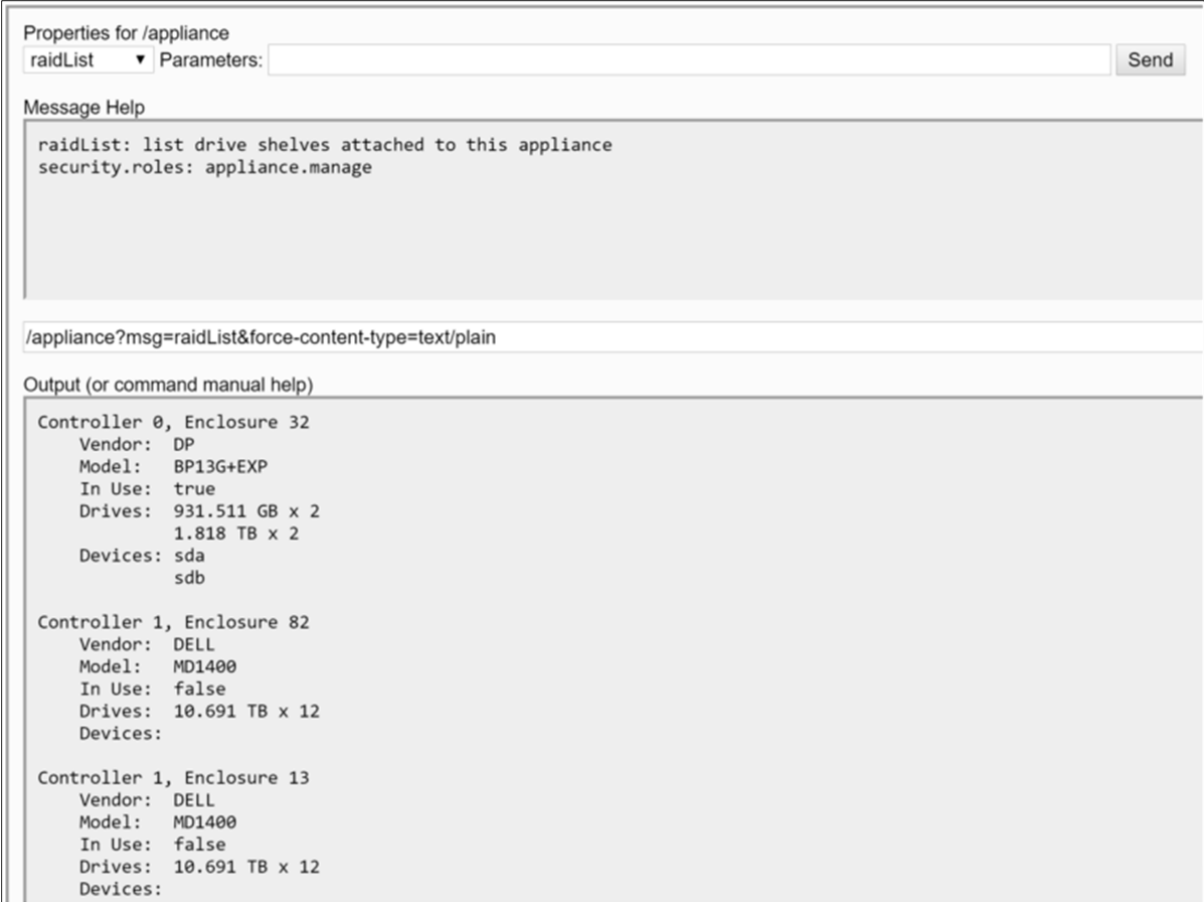 Properties for /appliance
raidList ▼ Parameters: Send
Message Help
raidList: list drive shelves attached to this appliance
security.roles: appliance.manage
/appliance?msg=raidList&force-content-type=text/plain
Output (or command manual help)
Controller 0, Enclosure 32
Vendor: DP
Model: BP13G+EXP
In Use: true
Drives: 931.511 GB x 2
1.818 TB x 2
Devices: sda
sdb
Controller 1, Enclosure 82
Vendor: DELL
Model: MD1400
In Use: false
Drives: 10.691 TB x 12
Devices:
Controller 1, Enclosure 13
Vendor: DELL
Model: MD1400
In Use: false
Drives: 10.691 TB x 12
Devices: